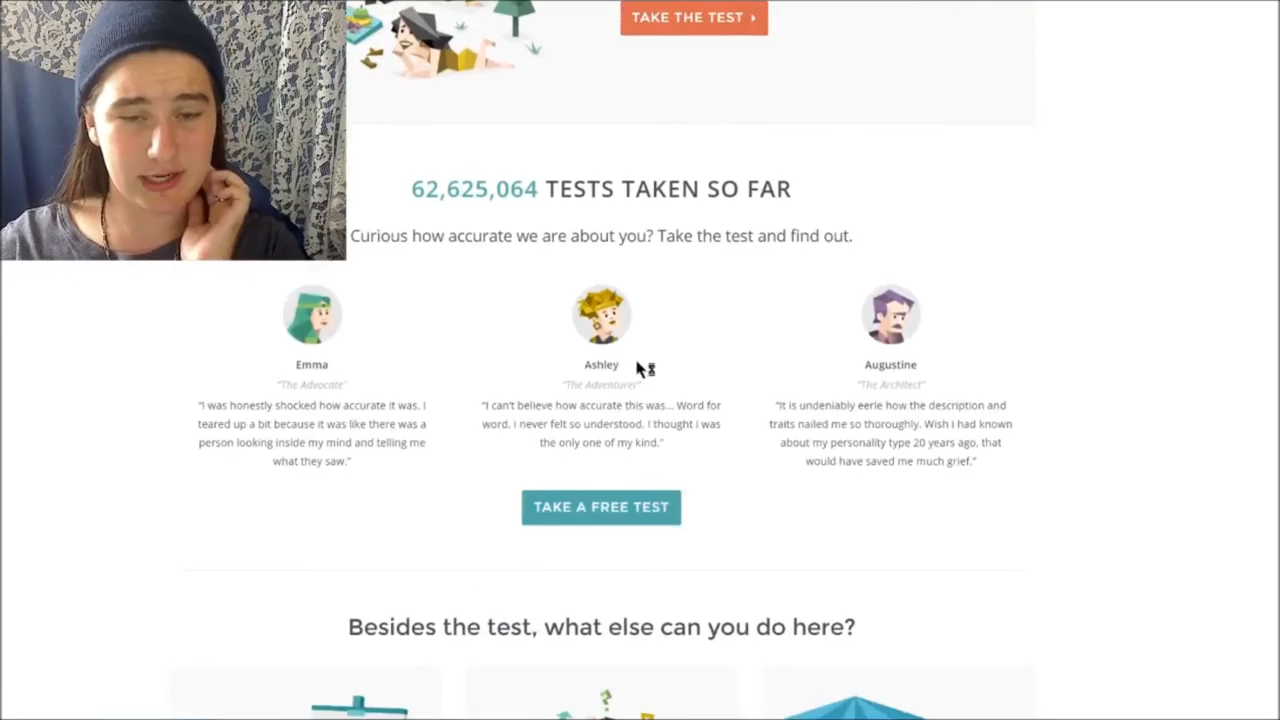 TAKE THE TEST
62,625,064 TESTS TAKEN SO FAR
Curious how accurate we are about you? Take the test and find out.
Emma
"The Advocate"
"I was honestly shocked how accurate it was. I
teared up a bit because it was like there was a
person looking inside my mind and telling me
what they saw."
Ashley
"The Adventurer"
"I can't believe how accurate this was... Word for
word. I never felt so understood. I thought I was
the only one of my kind."
Augustine
"The Architect"
"It is undeniably eerie how the description and
traits nailed me so thoroughly. Wish I had known
about my personality type 20 years ago, that
would have saved me much grief."
TAKE A FREE TEST
Besides the test, what else can you do here?